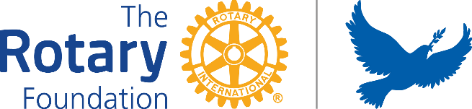 The
Rotary
Foundation
ROTARY
INTERNATIONAL
®